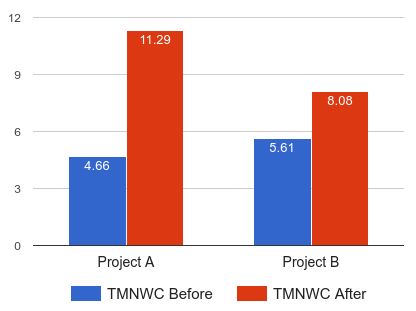 12
9
6
3
0
4.66
11.29
5.61
8.08
Project A
Project B
TMNWC Before
TMNWC After